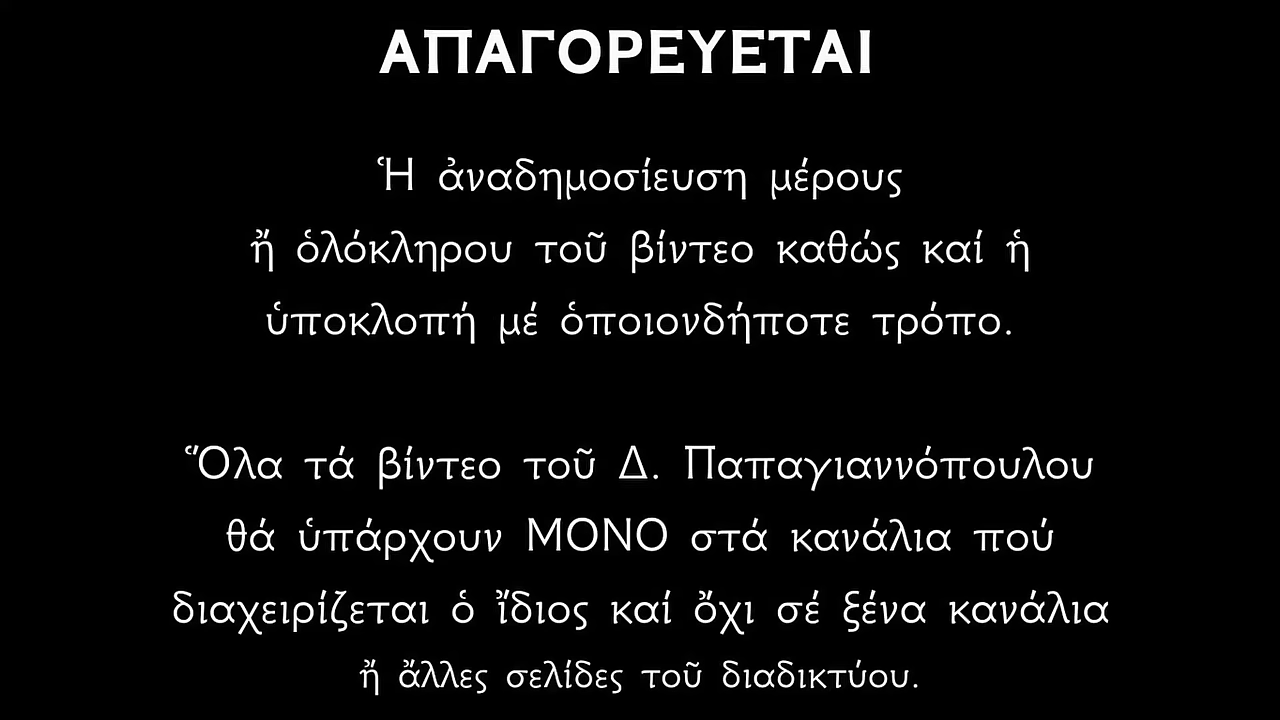 ΑΠΑΓΟΡΕΥΕΤΑΙ
Ἡ ἀναδημοσίευση μέρους
ἤ ὁλόκληρου τοῦ βίντεο καθώς καί ἡ
ὑποκλοπή μέ ὁποιονδήποτε τρόπο.
Ὅλα τά βίντεο τοῦ Δ. Παπαγιαννόπουλου
θά ὑπάρχουν ΜΟΝΟ στά κανάλια πού
διαχειρίζεται ὁ ἴδιος καί ὄχι σέ ξένα κανάλια
ἤ ἄλλες σελίδες τοῦ διαδικτύου.